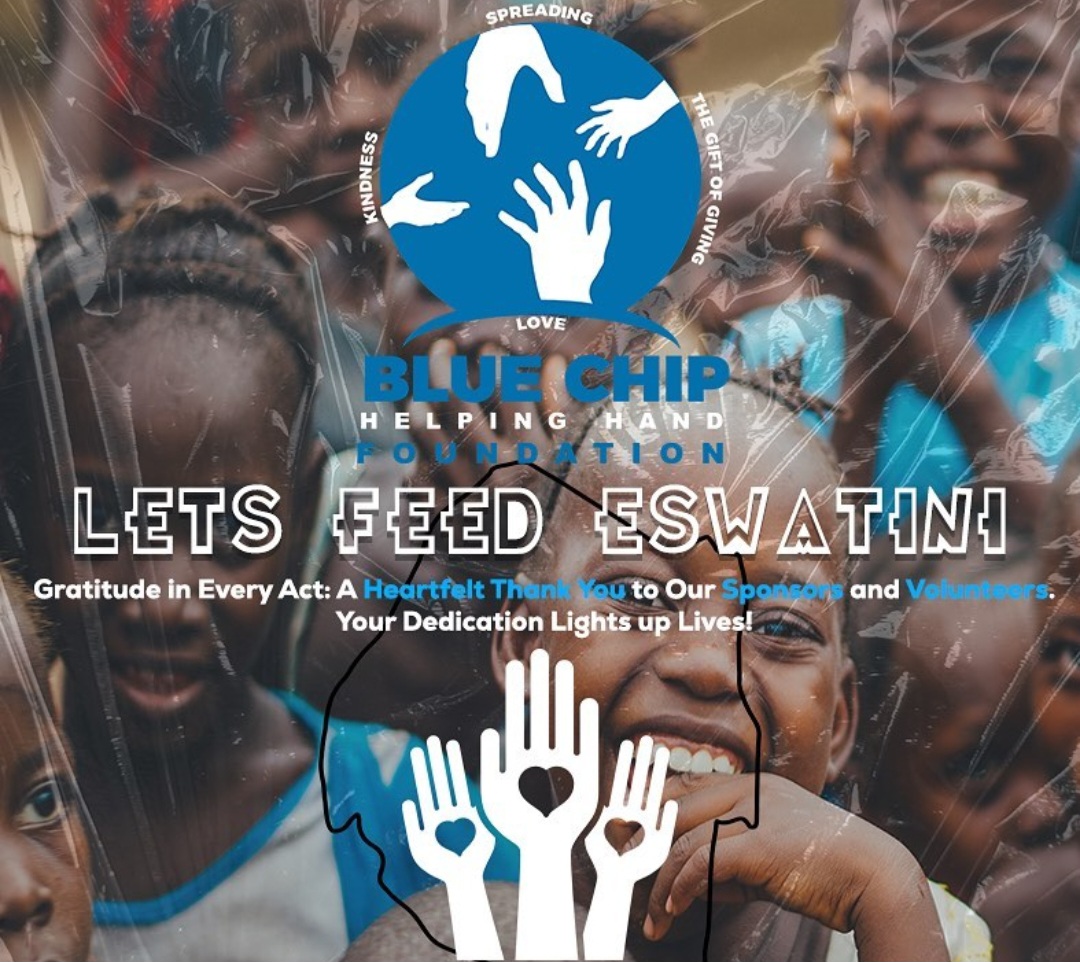 SPREADING
KINDNESS
THE GIFT OF GIVING
LOVE
BLUE CHIP
HELPING HAND
FOUNDATION
LETS FEED ESWATINI
Gratitude in Every Act: A Heartfelt Thank You to Our Sponsors and Volunteers.
Your Dedication Lights up Lives!